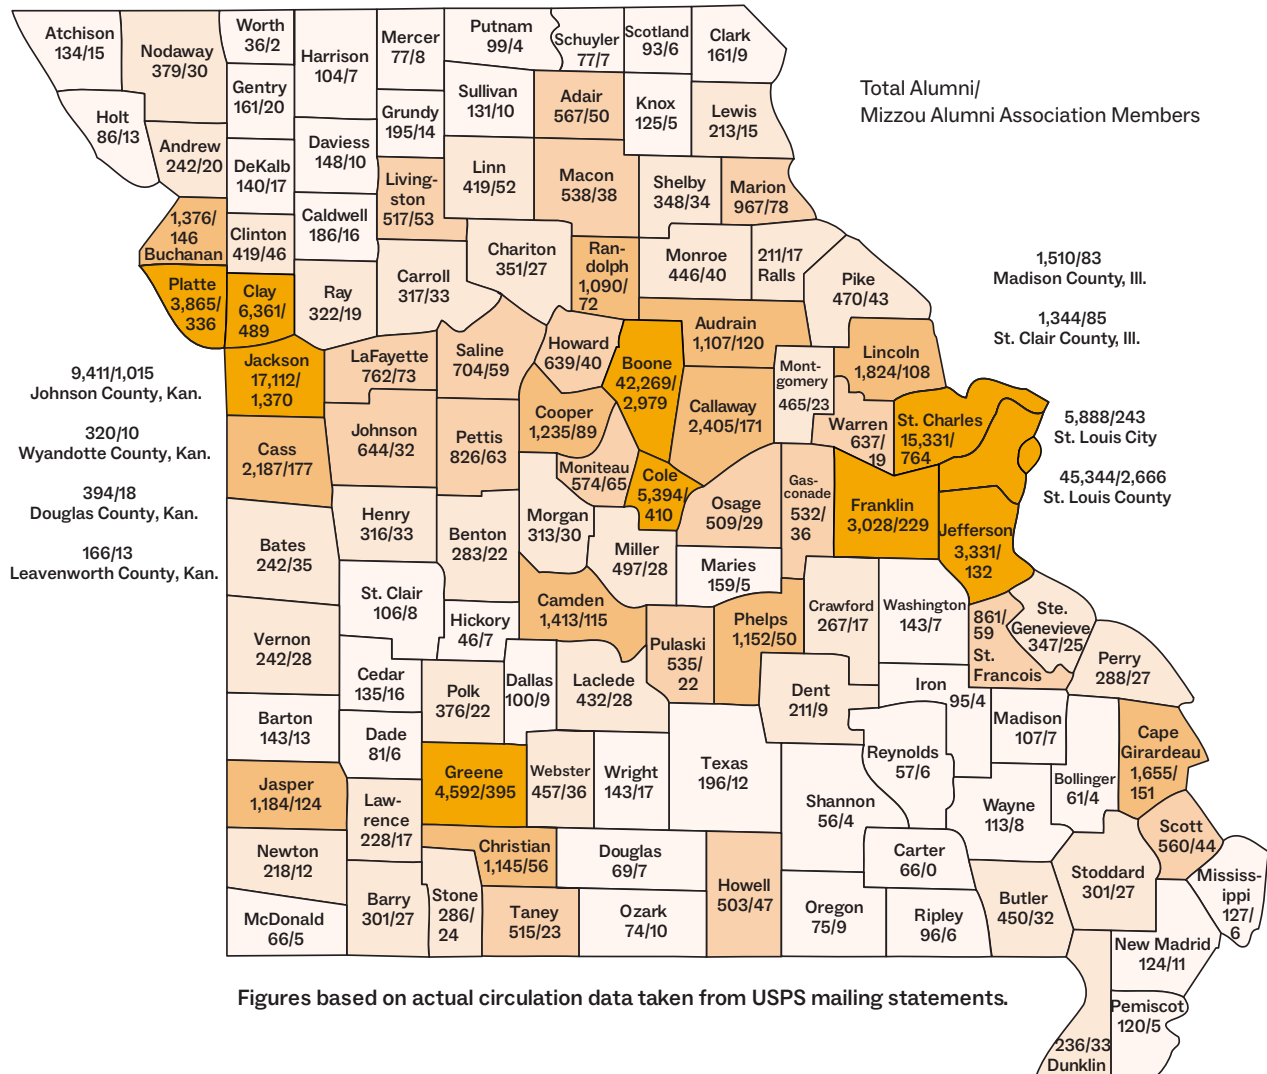 Atchison
134/15
Nodaway
379/30
Worth
36/2
Harrison
104/7
Mercer
77/8
Putnam
99/4
Schuyler
77/7
Scotland
93/6
Clark
161/9
Total Alumni/
Mizzou Alumni Association Members
Holt
86/13
Andrew
242/20
Gentry
161/20
DeKalb
140/17
Daviess
148/10
Grundy
195/14
Sullivan
131/10
Adair
567/50
Knox
125/5
Lewis
213/15
Living-
ston
517/53
Linn
419/52
Macon
538/38
Shelby
348/34
Marion
967/78
1,376/
146
Buchanan
Clinton
419/46
Caldwell
186/16
Carroll
317/33
Chariton
351/27
Ran-
dolph
1,090/
72
Monroe
446/40
211/17
Ralls
Pike
470/43
1,510/83
Madison County, Ill.
1,344/85
St. Clair County, Ill.
Platte
3,865/
336
Clay
6,361/
489
Ray
322/19
Jackson
17,112/
1,370
LaFayette
762/73
Saline
704/59
Howard
639/40
Boone
42,269/
2,979
Audrain
1,107/120
Mont-
gomery
465/23
Lincoln
1,824/108
9,411/1,015
Johnson County, Kan.
320/10
Wyandotte County, Kan.
394/18
Douglas County, Kan.
166/13
Leavenworth County, Kan.
Cass
2,187/177
Johnson
644/32
Pettis
826/63
Cooper
1,235/89
Moniteau
574/65
Cole
5,394/
410
Callaway
2,405/171
Warren
637/
19
St. Charles
15,331/
764
5,888/243
St. Louis City
45,344/2,666
St. Louis County
Bates
242/35
Henry
316/33
Benton
283/22
Morgan
313/30
Miller
497/28
Osage
509/29
Gas-
conade
532/
36
Franklin
3,028/229
Jefferson
3,331/
132
Maries
159/5
Vernon
242/28
St. Clair
106/8
Hickory
46/7
Camden
1,413/115
Pulaski
535/
22
Phelps
1,152/50
Crawford
267/17
Washington
143/7
861/
59
St.
Francois
Ste.
Genevieve
347/25
Perry
288/27
Cedar
135/16
Polk
376/22
Dallas
100/9
Laclede
432/28
Dent
211/9
Iron
95/4
Madison
107/7
Barton
143/13
Dade
81/6
Greene
4,592/395
Webster
457/36
Wright
143/17
Texas
196/12
Reynolds
57/6
Bollinger
61/4
Cape
Girardeau
1,655/
151
Jasper
1,184/124
Law-
rence
228/17
Christian
1,145/56
Douglas
69/7
Shannon
56/4
Carter
66/0
Wayne
113/8
Scott
560/44
Newton
218/12
Barry
301/27
Stone
286/
24
Taney
515/23
Ozark
74/10
Howell
503/47
Oregon
75/9
Ripley
96/6
Butler
450/32
Stoddard
301/27
Mississ-
ippi
127/
6
McDonald
66/5
New Madrid
124/11
Pemiscot
120/5
236/33
Dunklin
Figures based on actual circulation data taken from USPS mailing statements.